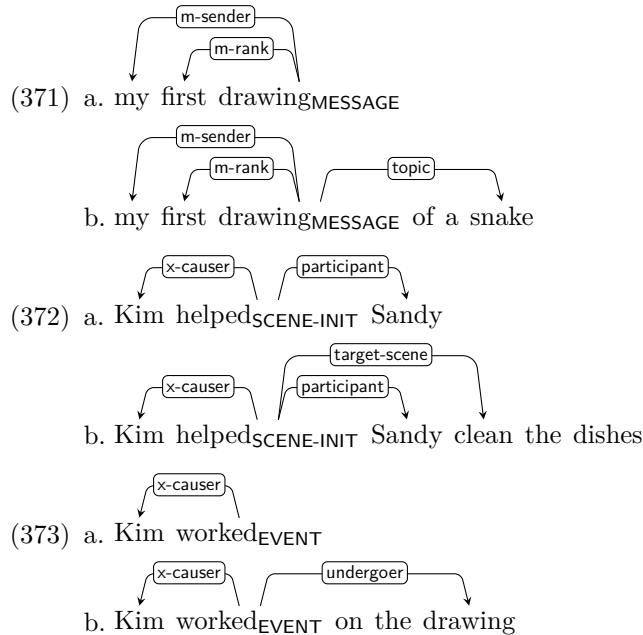 m-sender
m-rank
(371) a. my first drawingMESSAGE
m-sender
m-rank
topic
b. my first drawingMESSAGE of a snake
x-causer participant
(372) a. Kim helpedSCENE-INIT Sandy
target-scene
x-causer participant
b. Kim helpedSCENE-INIT Sandy clean the dishes
x-causer
(373) a. Kim workedEVENT
x-causer undergoer
b. Kim workedEVENT on the drawing